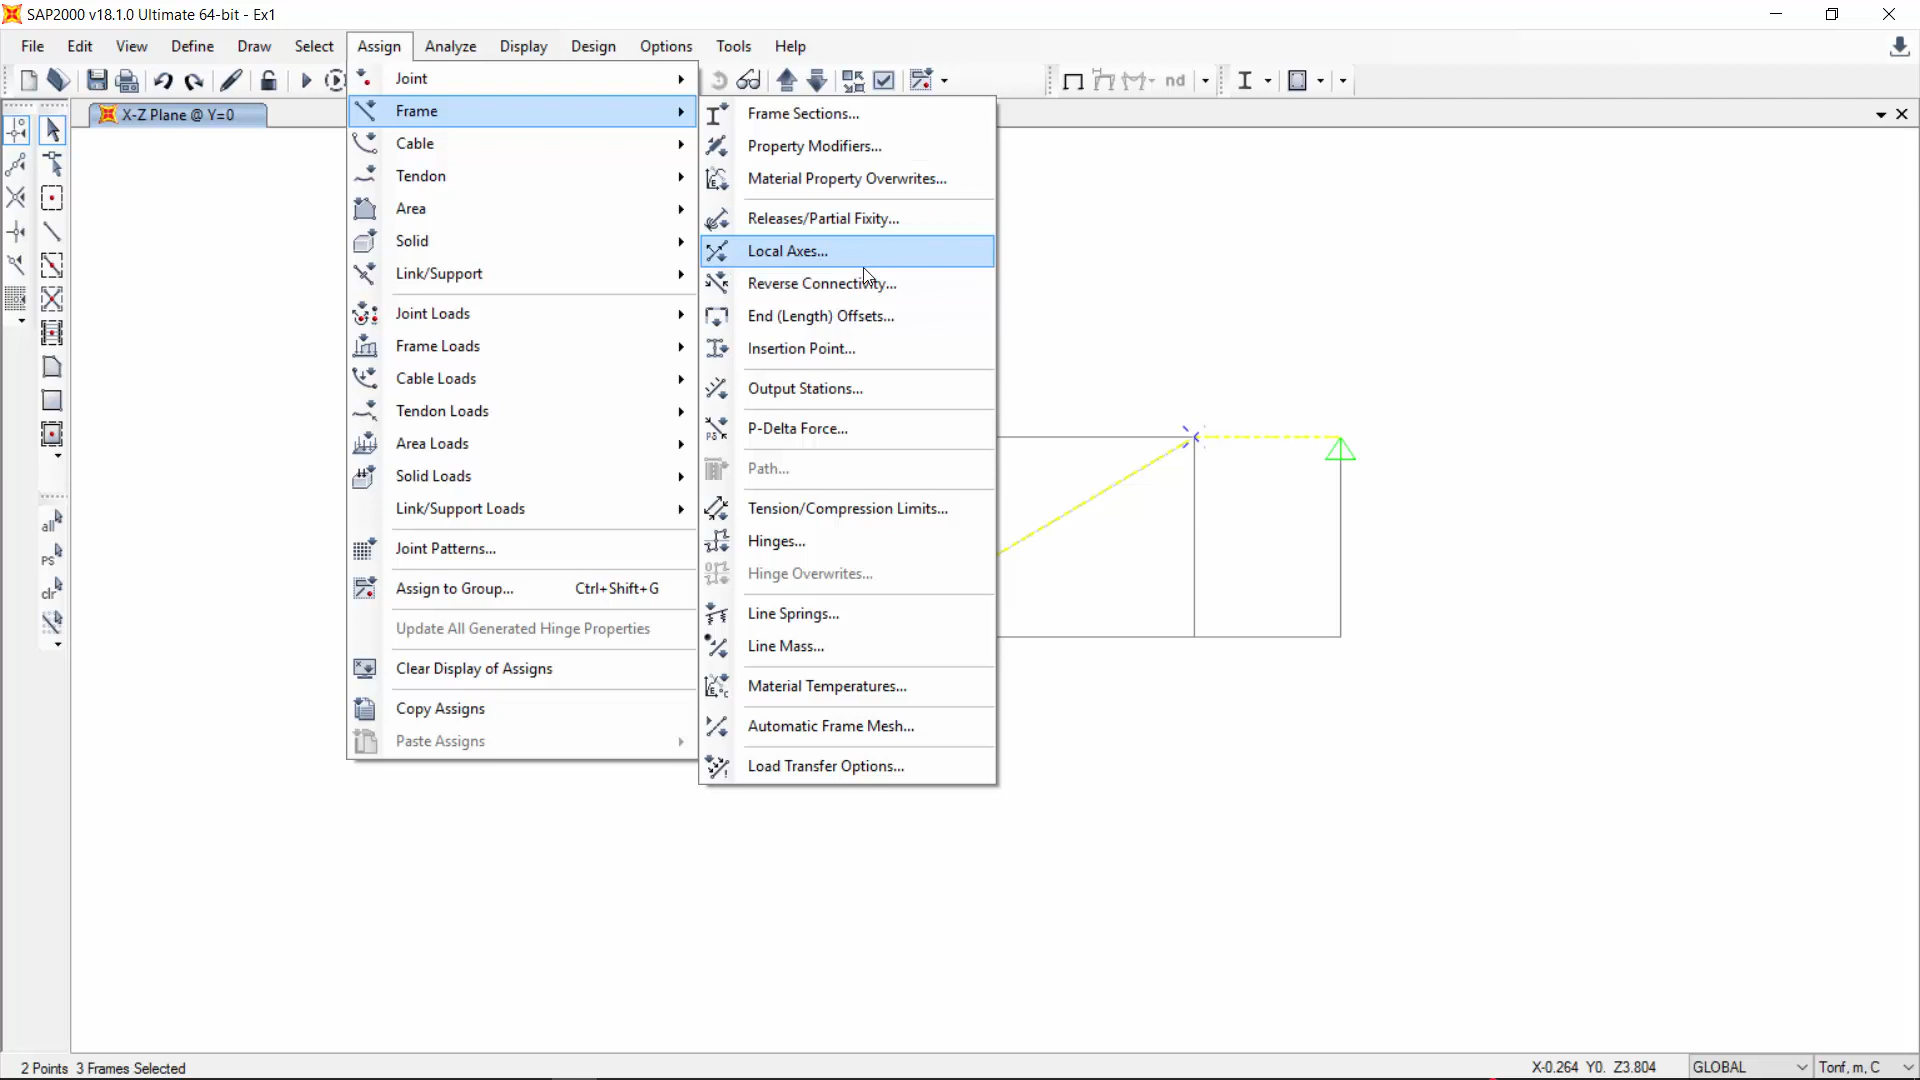 SAP2000 v18.1.0 Ultimate 64-bit - Ex1
File Edit View Define Draw Select Assign Analyze Display Design Options Tools Help
nd
X-Z Plane @ Y=0
Joint
Frame
Cable
Tendon
Area
Solid
Link/Support
Joint Loads
Frame Loads
Cable Loads
Tendon Loads
Area Loads
Solid Loads
Link/Support Loads
Joint Patterns...
Assign to Group... Ctrl+Shift+G
Update All Generated Hinge Properties
Clear Display of Assigns
Copy Assigns
Paste Assigns
Frame Sections...
Property Modifiers...
Material Property Overwrites...
Releases/Partial Fixity...
Local Axes...
Reverse Connectivity...
End (Length) Offsets...
Insertion Point...
Output Stations...
P-Delta Force...
Path...
Tension/Compression Limits...
Hinges...
Hinge Overwrites...
Line Springs...
Line Mass...
Material Temperatures...
Automatic Frame Mesh...
Load Transfer Options...
all
PS
clr
2 Points 3 Frames Selected
X-0.264 Y0. Z3.804
GLOBAL
Tonf, m, C